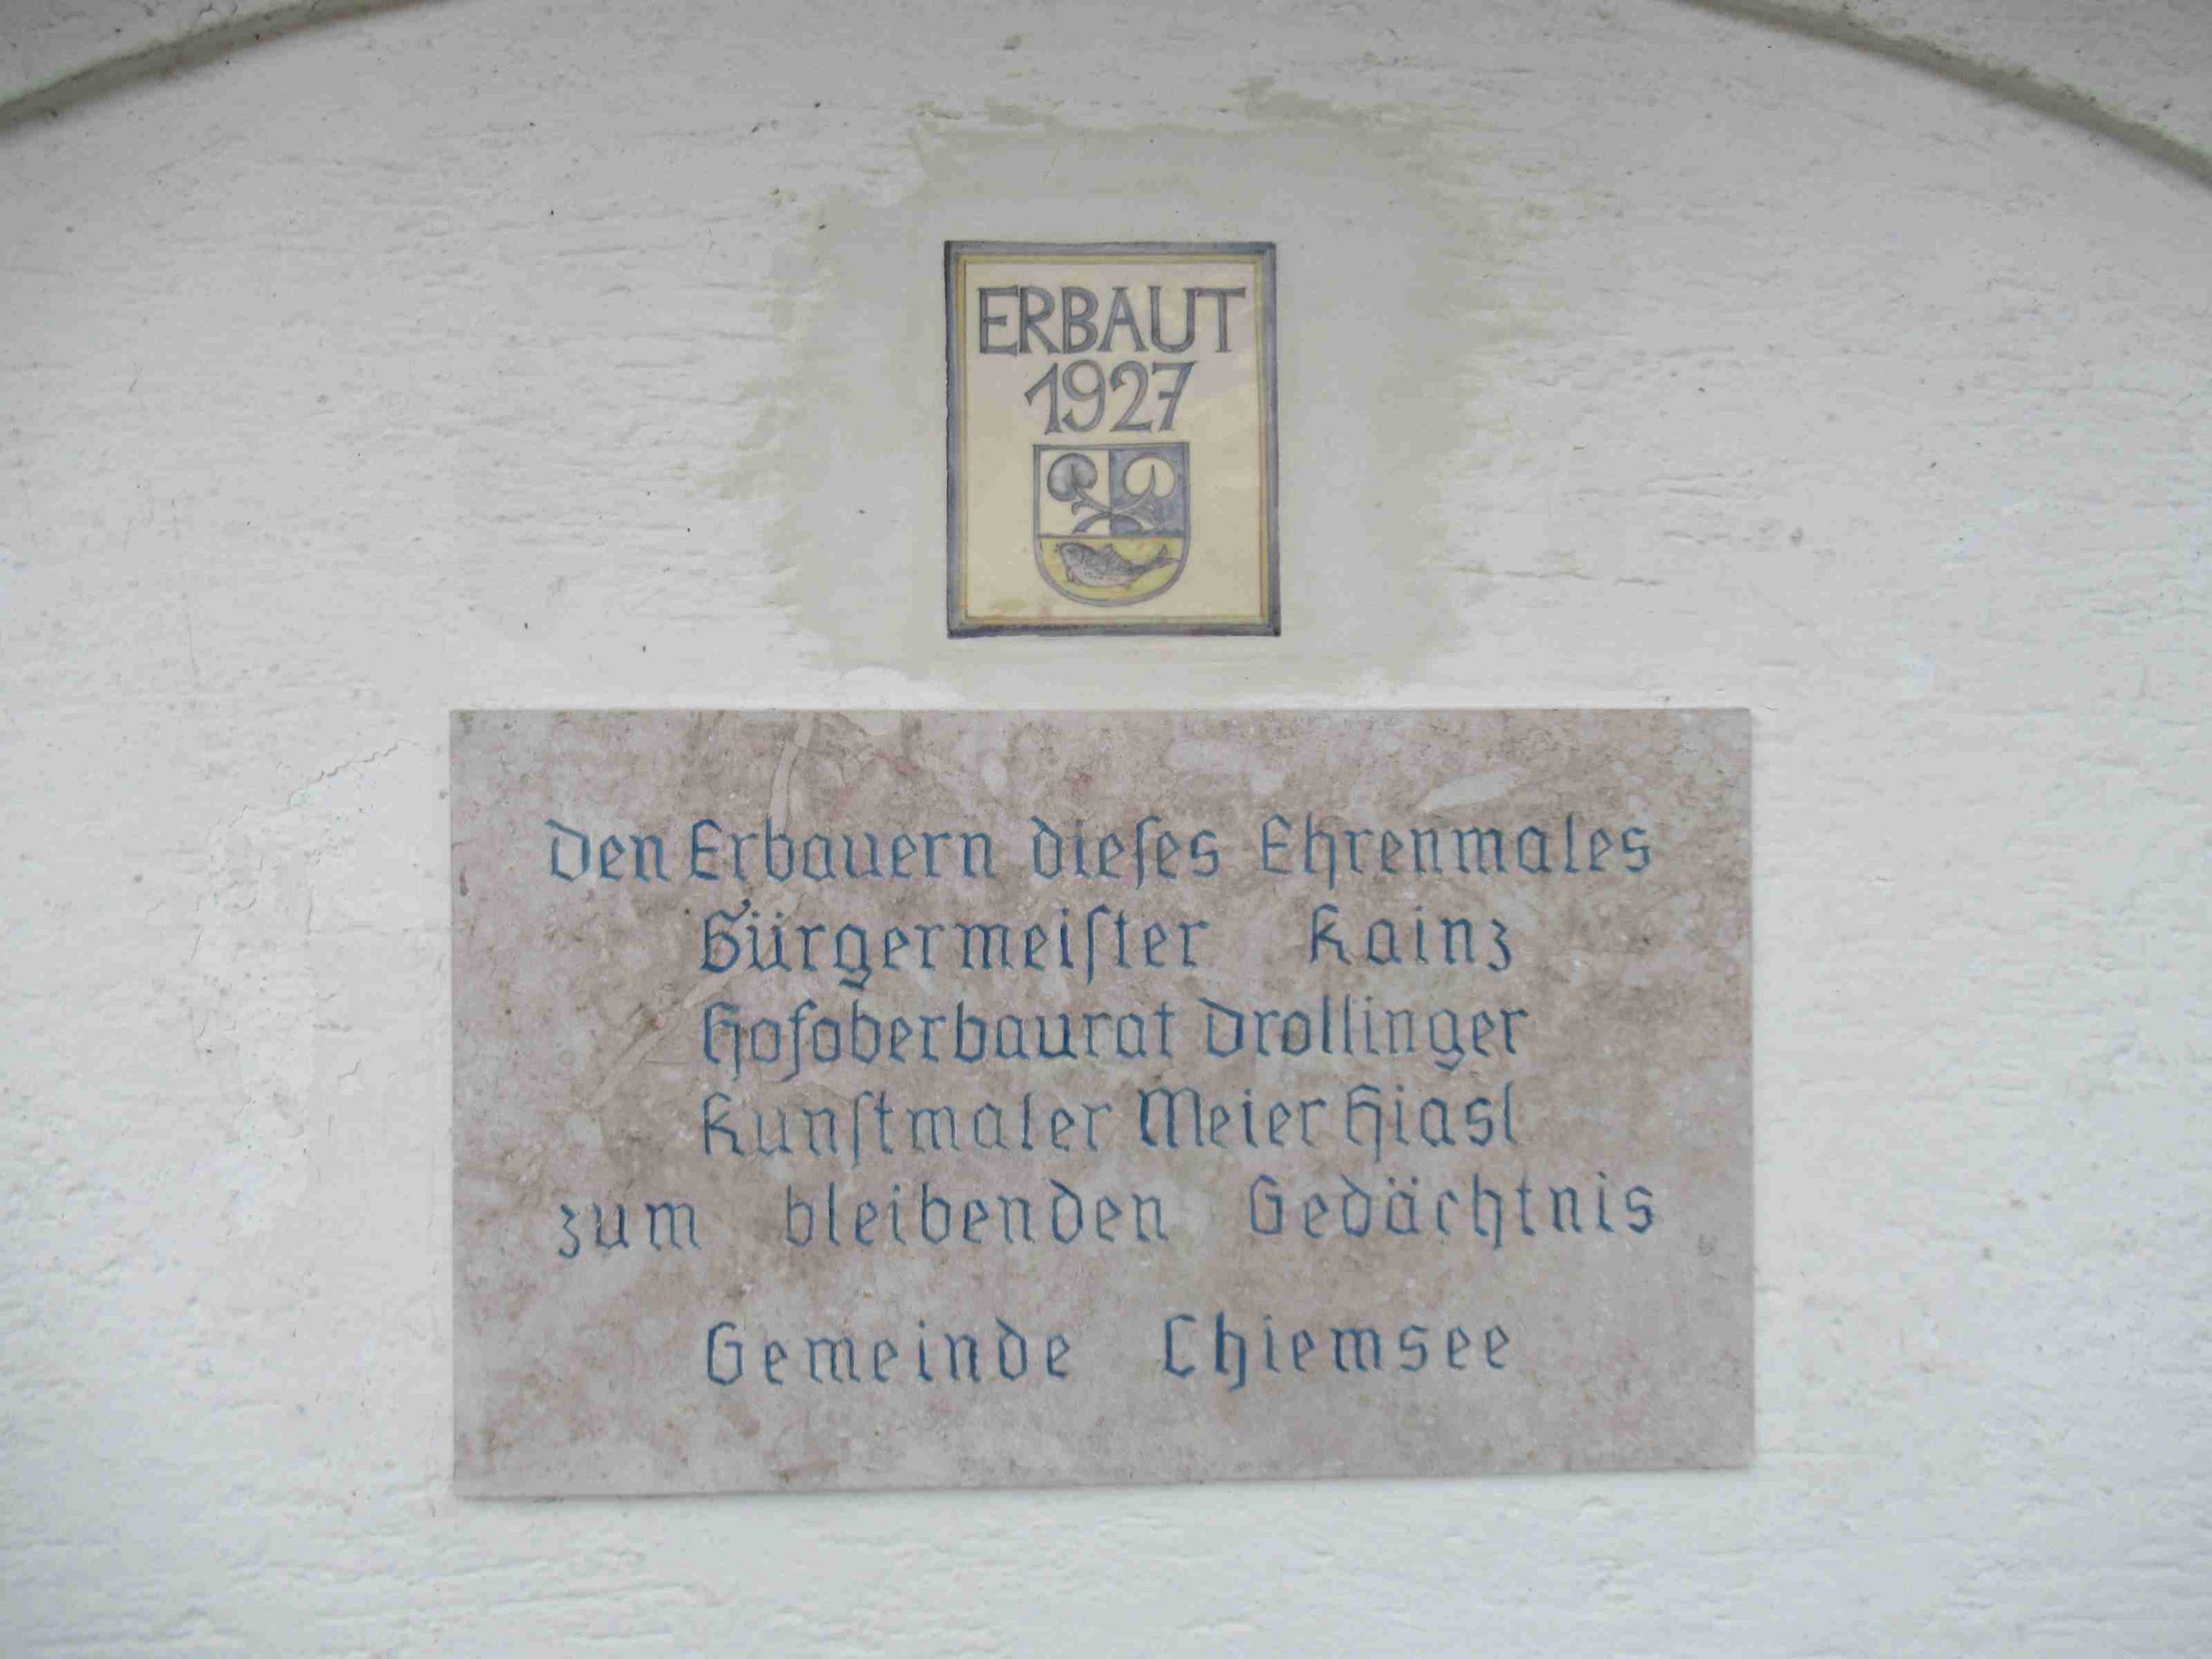 ERBAUT
1927
Den Erbauern dieſes Ehrenmales
Bürgermeiſter Kainz
Hofoberbaurat Drollinger
Kunſtmaler Meier Hiasl
zum bleibenden Gedächtnis
Gemeinde Chiemsee